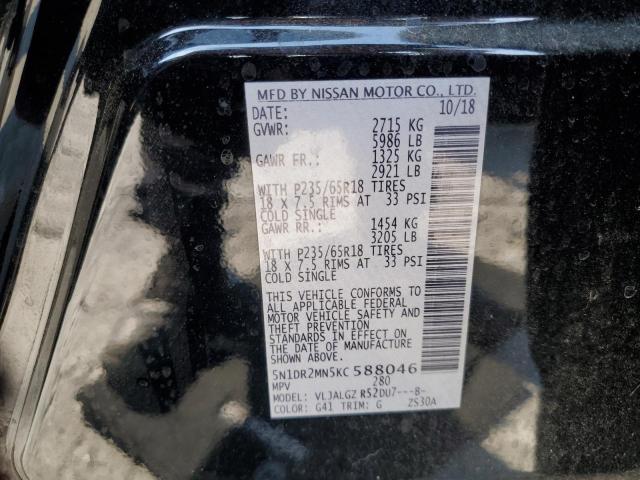 MFD BY NISSAN MOTOR CO., LTD.
DATE: 10/18
GVWR: 2715 KG
5986 LB
GAWR FR.: 1325 KG
2921 LB
WITH P235/65R18 TIRES
18 X 7.5 RIMS AT 33 PSI
COLD SINGLE
GAWR RR.: 1454 KG
3205 LB
WITH P235/65R18 TIRES
18 X 7.5 RIMS AT 33 PSI
COLD SINGLE
THIS VEHICLE CONFORMS TO
ALL APPLICABLE FEDERAL
MOTOR VEHICLE SAFETY AND
THEFT PREVENTION
STANDARDS IN EFFECT ON THE
DATE OF MANUFACTURE
SHOWN ABOVE.
5N1DR2MN5KC 588046
MPV 280
MODEL: VLJALGZ R52DU7---B-
COLOR: G41 TRIM: G ZS30A